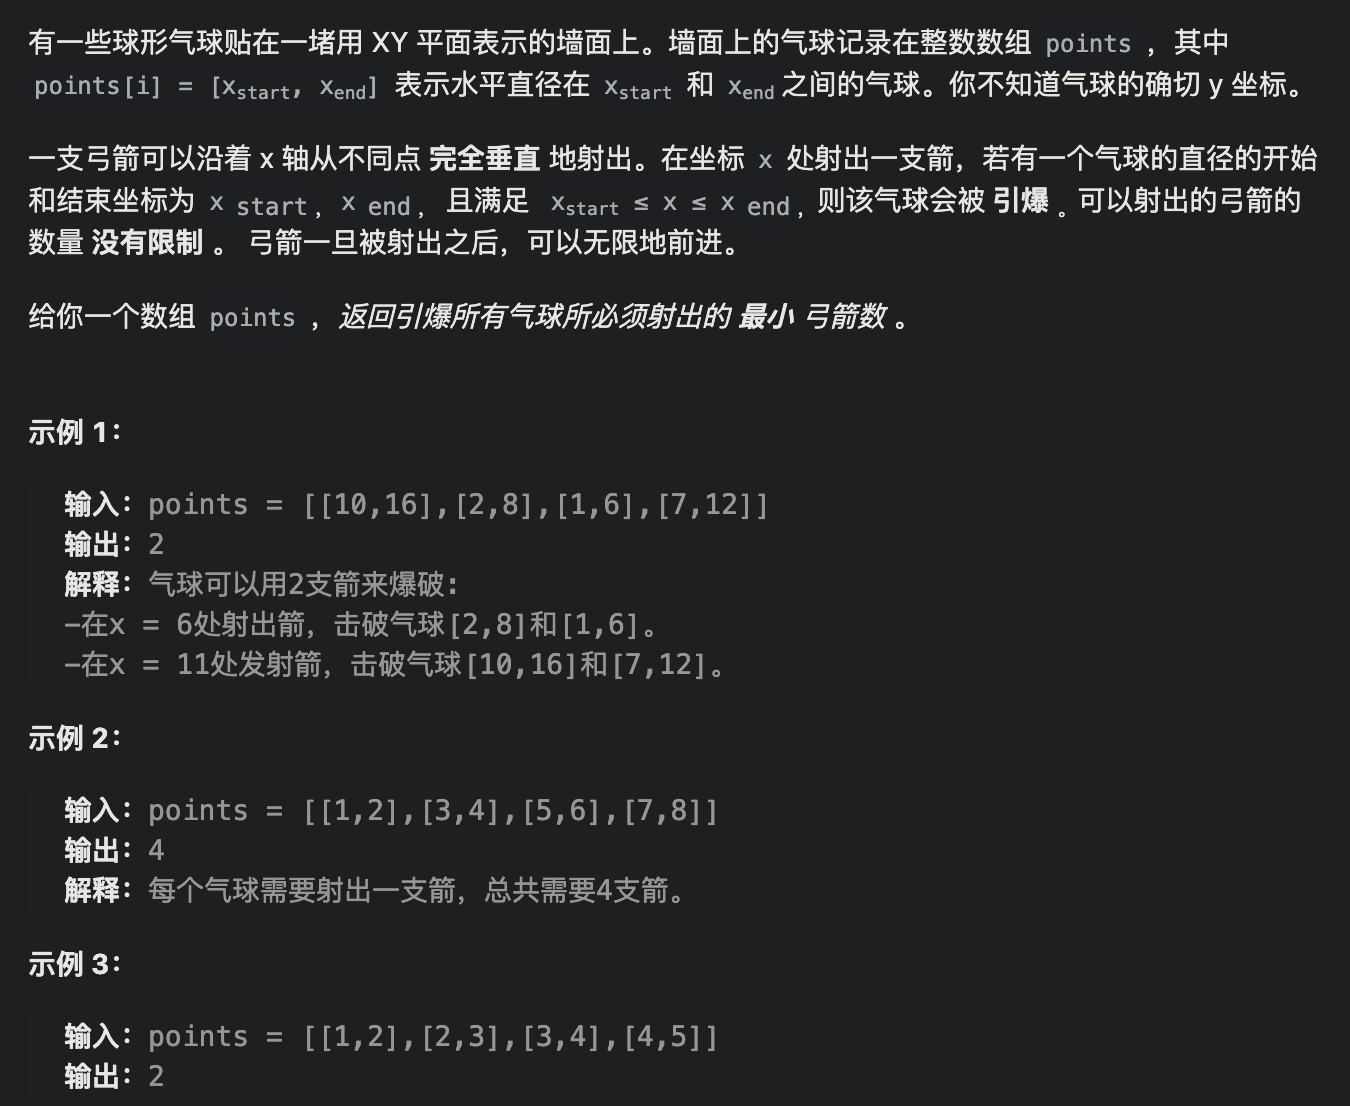 有一些球形气球贴在一堵用 XY 平面表示的墙面上。墙面上的气球记录在整数数组 points ，其中
points[i] = [xstart, xend] 表示水平直径在 xstart 和 xend之间的气球。你不知道气球的确切 y 坐标。
一支弓箭可以沿着 x 轴从不同点 完全垂直 地射出。在坐标 x 处射出一支箭，若有一个气球的直径的开始
和结束坐标为 x start，x end， 且满足 xstart ≤ x ≤ x end，则该气球会被 引爆 。可以射出的弓箭的
数量 没有限制 。 弓箭一旦被射出之后，可以无限地前进。
给你一个数组 points ，返回引爆所有气球所必须射出的 最小 弓箭数 。
示例 1：
输入：points = [[10,16],[2,8],[1,6],[7,12]]
输出：2
解释：气球可以用2支箭来爆破:
-在x = 6处射出箭，击破气球[2,8]和[1,6]。
-在x = 11处发射箭，击破气球[10,16]和[7,12]。
示例 2：
输入：points = [[1,2],[3,4],[5,6],[7,8]]
输出：4
解释：每个气球需要射出一支箭，总共需要4支箭。
示例 3：
输入：points = [[1,2],[2,3],[3,4],[4,5]]
输出：2